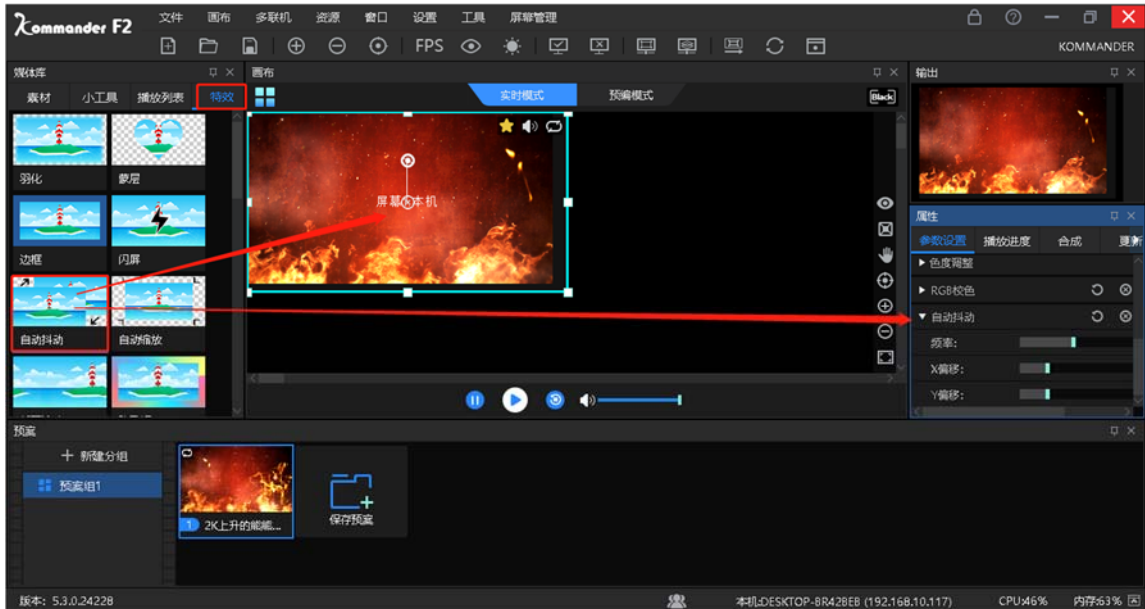 Kommander F2
文件 画布 多联机 资源 窗口 设置 工具 屏幕管理
FPS
KOMMANDER
媒体库
画布
输出
素材 小工具 播放列表 特效
实时模式 预编模式
Black
羽化 蒙层
屏幕 本机
边框 闪屏
自动抖动 自动缩放
属性
参数设置 播放进度 合成 更新
色度调整
RGB校色
自动抖动
频率:
X偏移:
Y偏移:
预案
新建分组
预案组1
1 2K上升的能能...
保存预案
版本: 5.3.0.24228
本机:DESKTOP-BR42BEB (192.168.10.117) CPU:46% 内存:63%